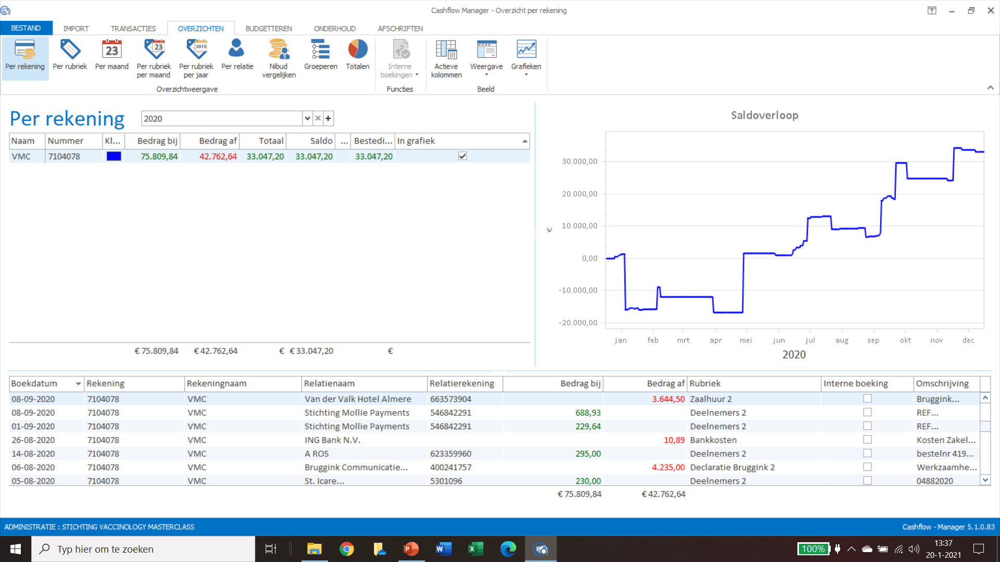 Cashflow Manager - Overzicht per rekening
BESTAND IMPORT TRANSACTIES OVERZICHTEN BUDGETTEREN ONDERHOUD AFSCHRIFTEN
23 23 2015
Per rekening Per rubriek Per maand Per rubriek per maand Per rubriek per jaar Per relatie Nibud vergelijken Groeperen Totalen Interne boekingen Actieve kolommen Weergave Grafieken
Overzichtweergave Functies Beeld
Per rekening 2020
Naam Nummer Kl... Bedrag bij Bedrag af Totaal Saldo ... Bestedi... In grafiek
VMC 7104078 75.809,84 42.762,64 33.047,20 33.047,20 33.047,20
€ 75.809,84 € 42.762,64 € € 33.047,20 €
Saldoverloop
30.000,00
20.000,00
€
10.000,00
0,00
-10.000,00
-20.000,00
jan feb mrt apr mei jun jul aug sep okt nov dec
2020
Boekdatum Rekening Rekeningnaam Relatienaam Relatierekening Bedrag bij Bedrag af Rubriek Interne boeking Omschrijving
08-09-2020 7104078 VMC Van der Valk Hotel Almere 663573904 3.644,50 Zaalhuur 2 Bruggink...
08-09-2020 7104078 VMC Stichting Mollie Payments 546842291 688,93 Deelnemers 2 REF...
01-09-2020 7104078 VMC Stichting Mollie Payments 546842291 229,64 Deelnemers 2 REF...
26-08-2020 7104078 VMC ING Bank N.V. 10,89 Bankkosten Kosten Zakel...
14-08-2020 7104078 VMC A ROS 623359960 295,00 Deelnemers 2 bestelnr 419...
06-08-2020 7104078 VMC Bruggink Communicatie... 400241757 4.235,00 Declaratie Bruggink 2 Werkzaamhe...
05-08-2020 7104078 VMC St. Icare... 5301096 230,00 Deelnemers 2 04882020
€ 75.809,84 € 42.762,64
ADMINISTRATIE : STICHTING VACCINOLOGY MASTERCLASS Cashflow - Manager 5.1.0.83
Typ hier om te zoeken 100% 13:37
20-1-2021